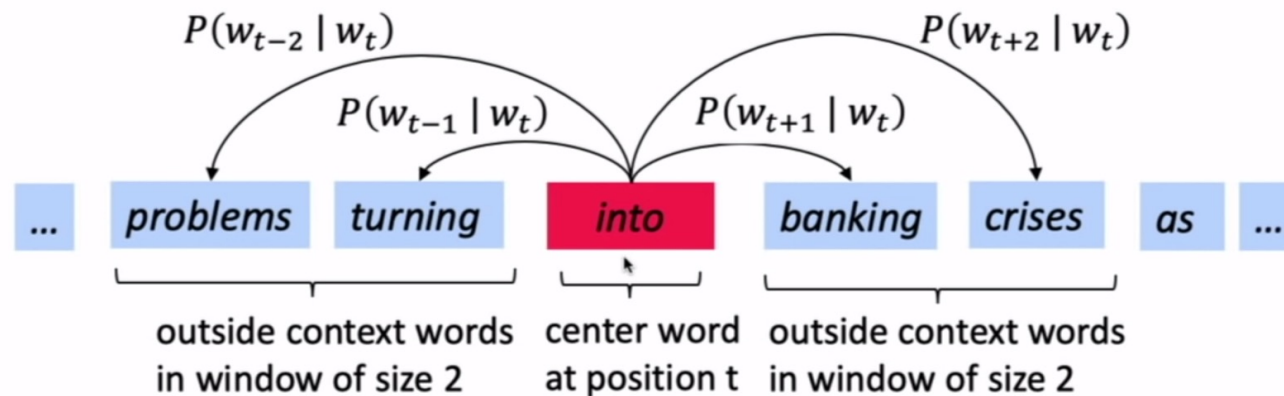 P(w_{t−2} | w_t)
P(w_{t+2} | w_t)
P(w_{t−1} | w_t)
P(w_{t+1} | w_t)
... problems turning into banking crises as ...
outside context words
in window of size 2
center word
at position t
outside context words
in window of size 2